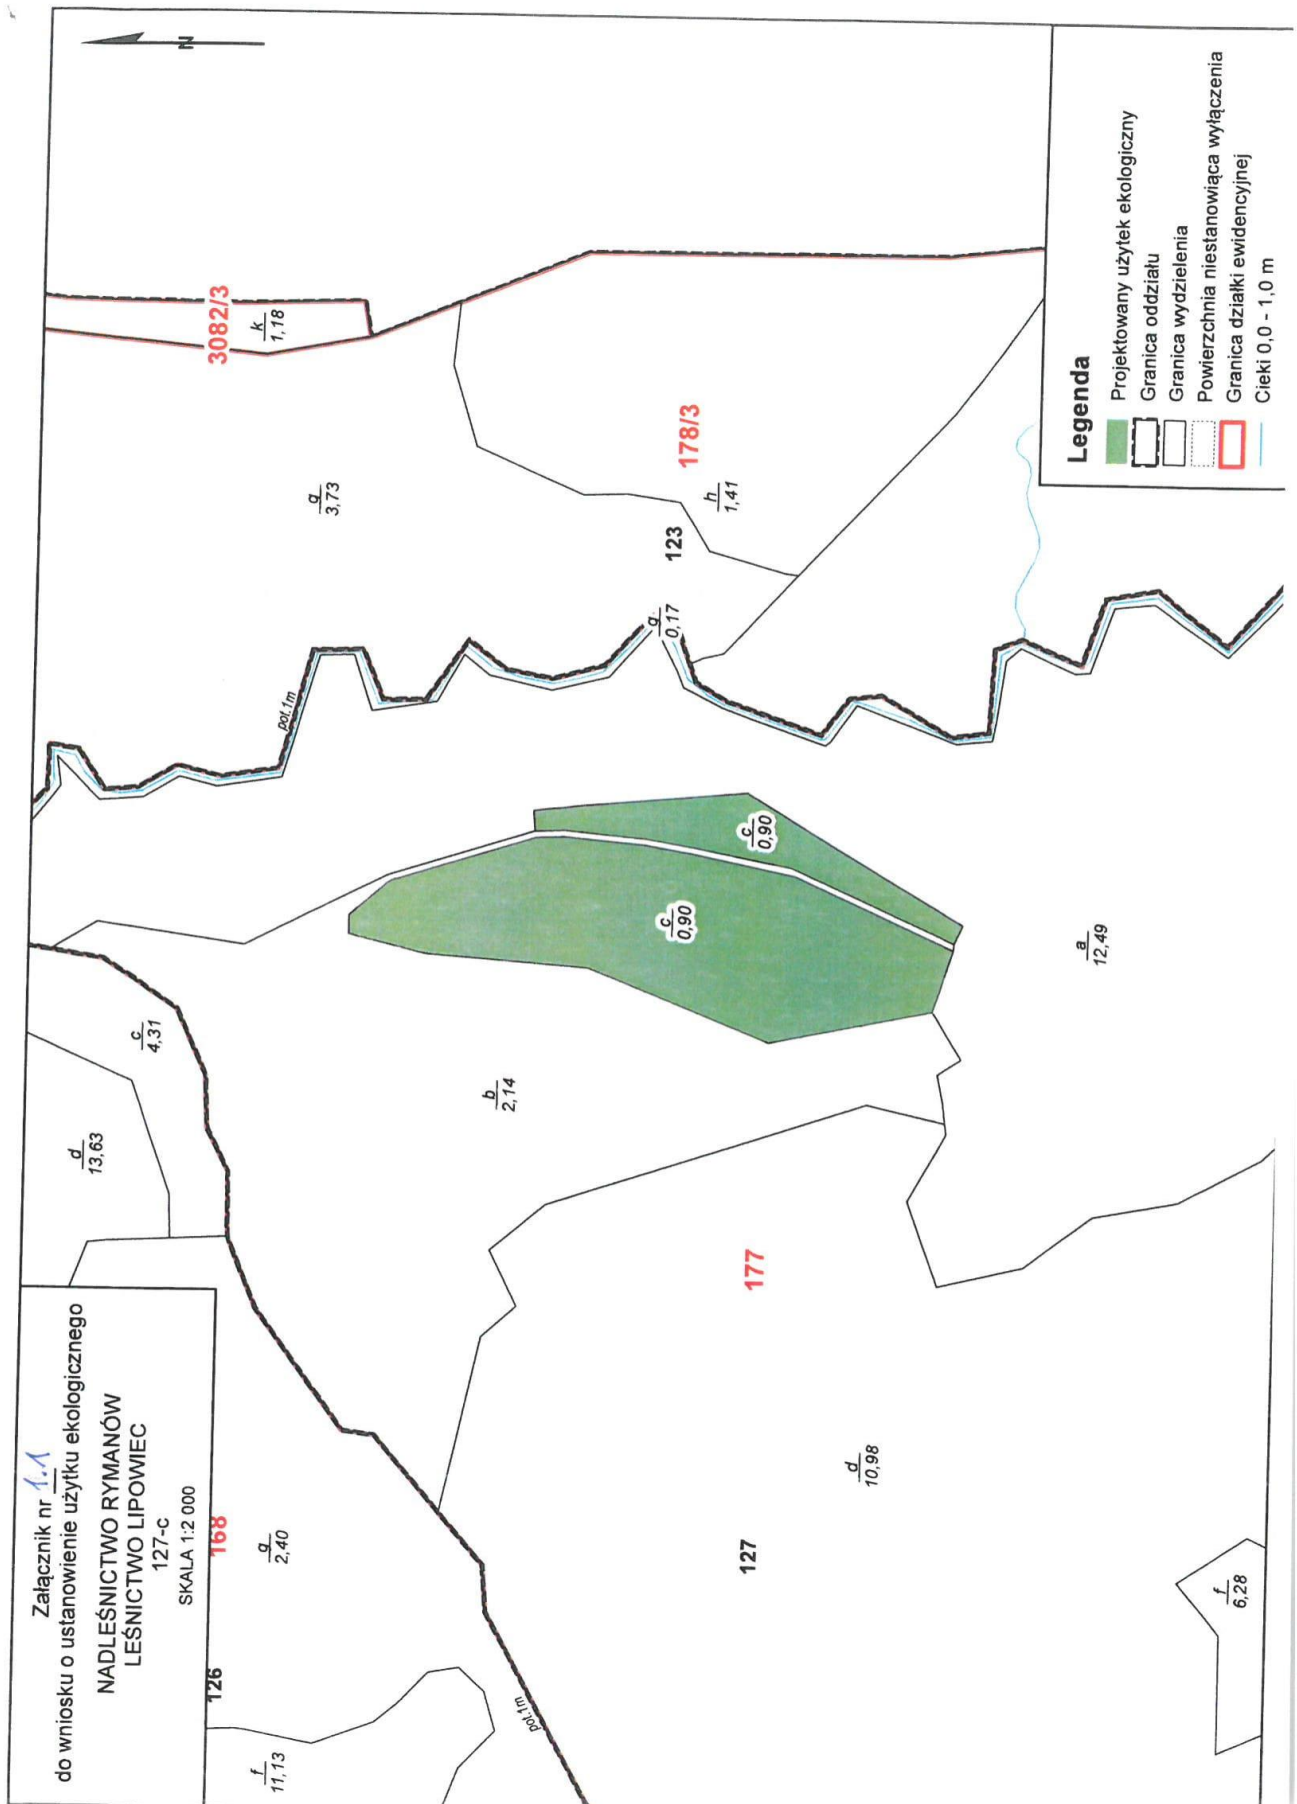 Załącznik nr 1.1
do wniosku o ustanowienie użytku ekologicznego
NADLEŚNICTWO RYMANÓW
LEŚNICTWO LIPOWIEC
127-c
SKALA 1:2 000
N
d
13,63
c
4,31
pot.1m
3082/3
k
1,18
g
3,73
126
168
f
11,13
g
2,40
pot.1m
b
2,14
c
0,90
c
0,90
g
0,17
123
178/3
h
1,41
177
127
d
10,98
a
12,49
f
6,28
Legenda
Projektowany użytek ekologiczny
Granica oddziału
Granica wydzielenia
Powierzchnia niestanowiąca wyłączenia
Granica działki ewidencyjnej
Cieki 0,0 - 1,0 m